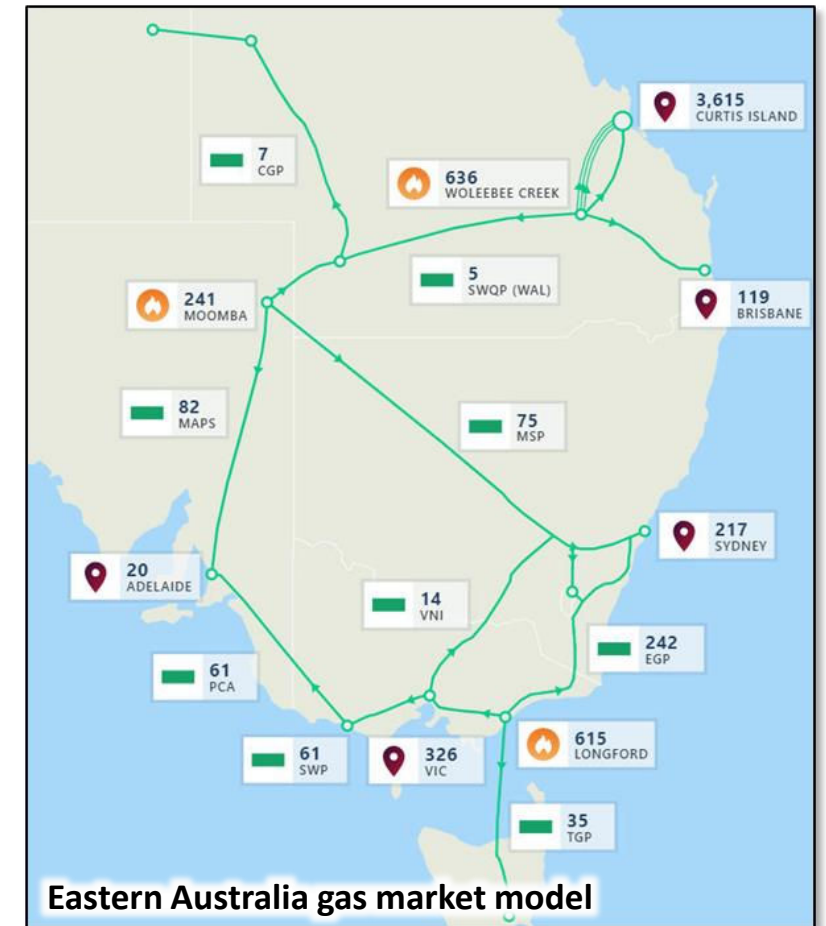 3,615
CURTIS ISLAND
7
CGP
636
WOLEEBEE CREEK
5
SWQP (WAL)
119
BRISBANE
241
MOOMBA
82
MAPS
75
MSP
217
SYDNEY
20
ADELAIDE
14
VNI
242
EGP
61
PCA
61
SWP
326
VIC
615
LONGFORD
35
TGP
Eastern Australia gas market model